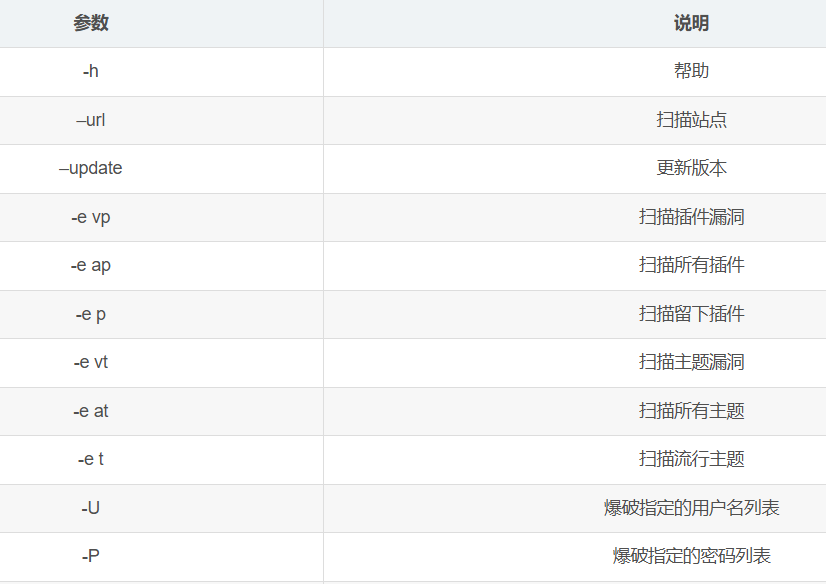 参数 说明
-h 帮助
–url 扫描站点
–update 更新版本
-e vp 扫描插件漏洞
-e ap 扫描所有插件
-e p 扫描留下插件
-e vt 扫描主题漏洞
-e at 扫描所有主题
-e t 扫描流行主题
-U 爆破指定的用户名列表
-P 爆破指定的密码列表